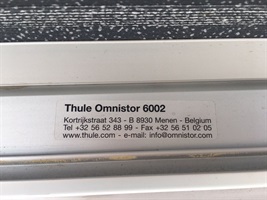 Thule Omnistor 6002
Kortrijkstraat 343 - B 8930 Menen - Belgium
Tel +32 56 52 88 99 - Fax +32 56 51 02 05
www.thule.com - e-mail: info@omnistor.com